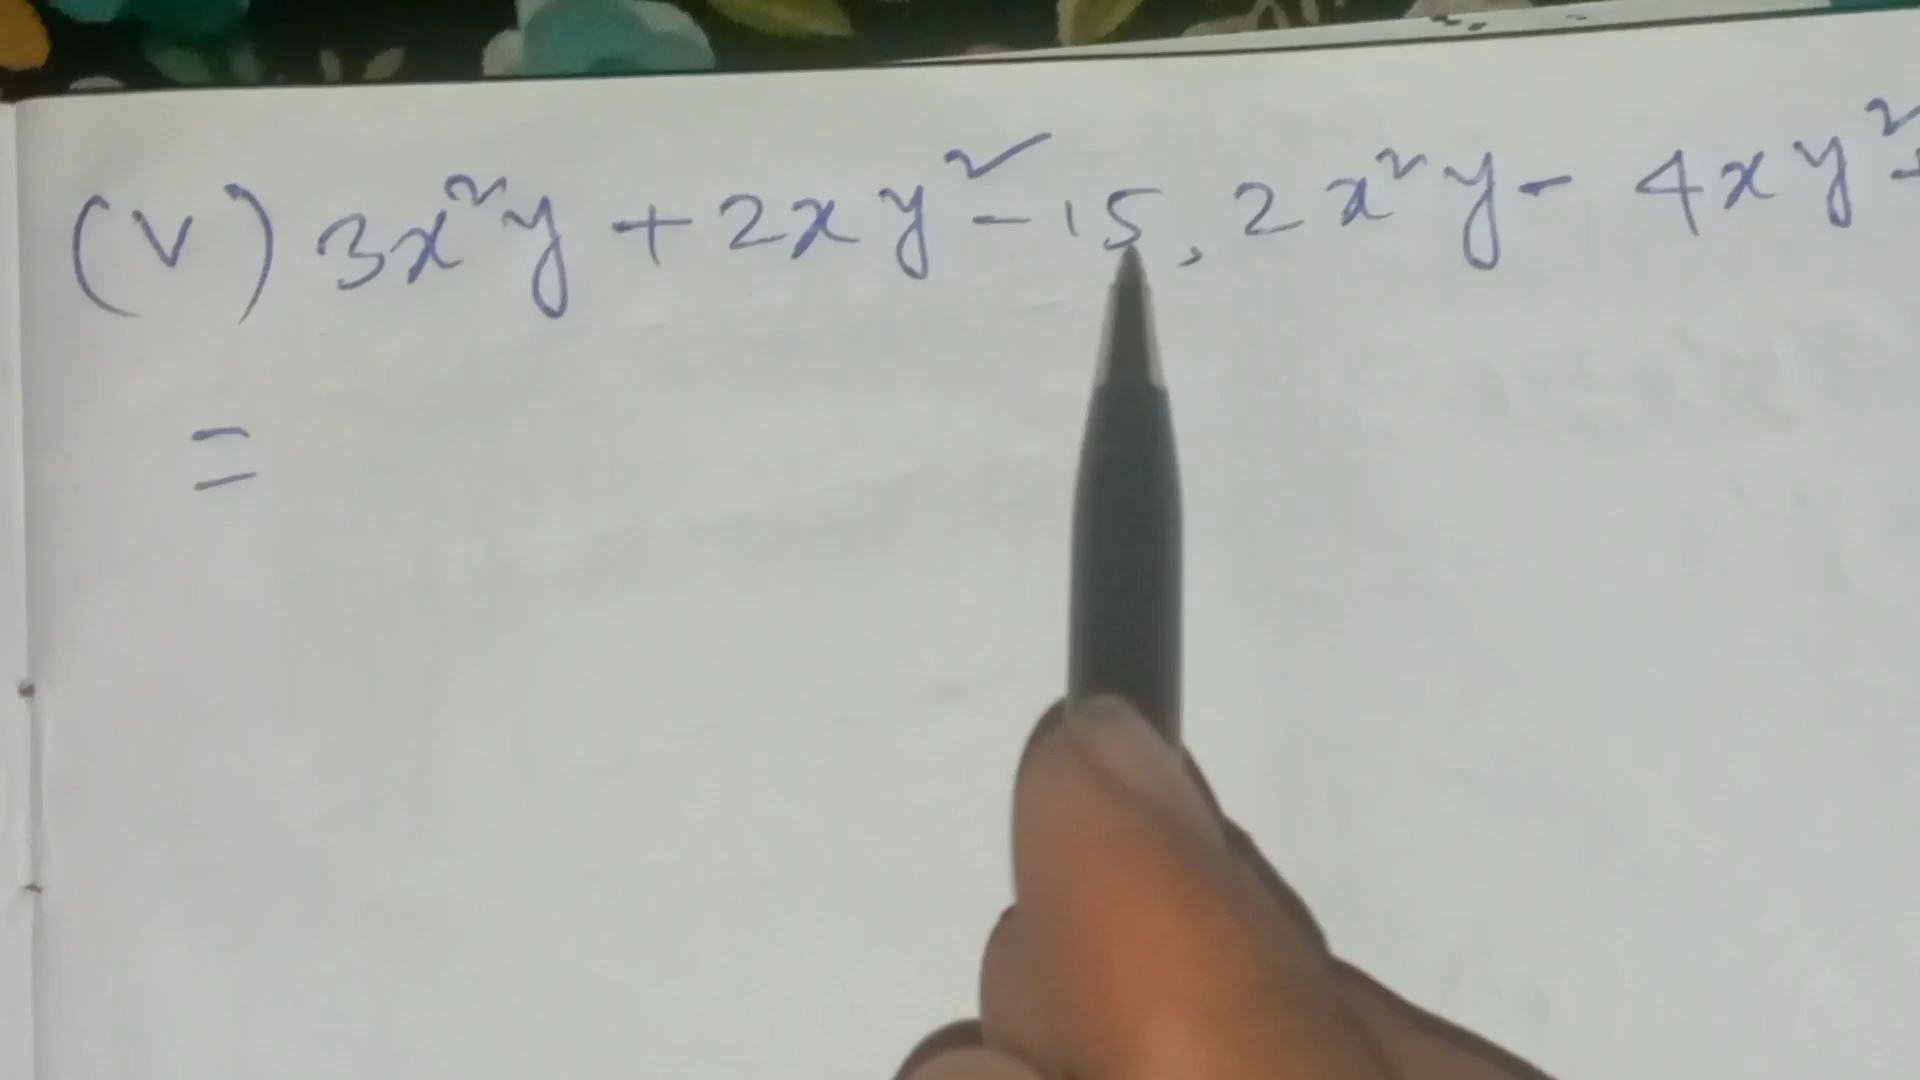 (v) 3x²y + 2xy² - 15, 2x²y - 4xy²
=